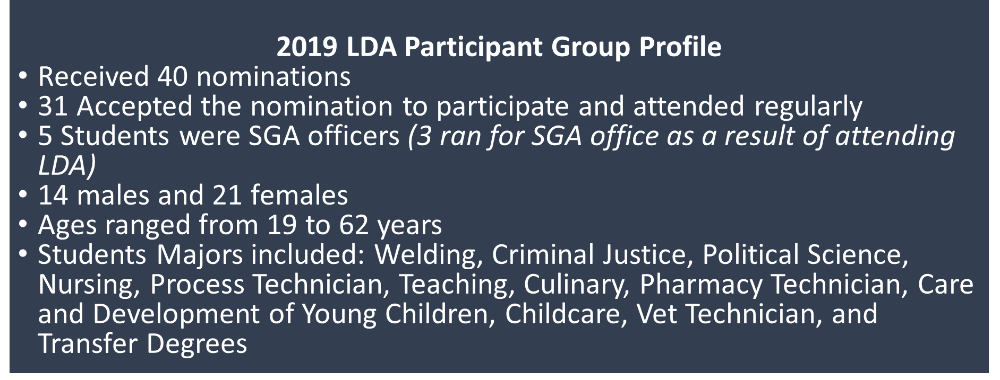 2019 LDA Participant Group Profile
• Received 40 nominations
• 31 Accepted the nomination to participate and attended regularly
• 5 Students were SGA officers (3 ran for SGA office as a result of attending
LDA)
• 14 males and 21 females
• Ages ranged from 19 to 62 years
• Students Majors included: Welding, Criminal Justice, Political Science,
Nursing, Process Technician, Teaching, Culinary, Pharmacy Technician, Care
and Development of Young Children, Childcare, Vet Technician, and
Transfer Degrees